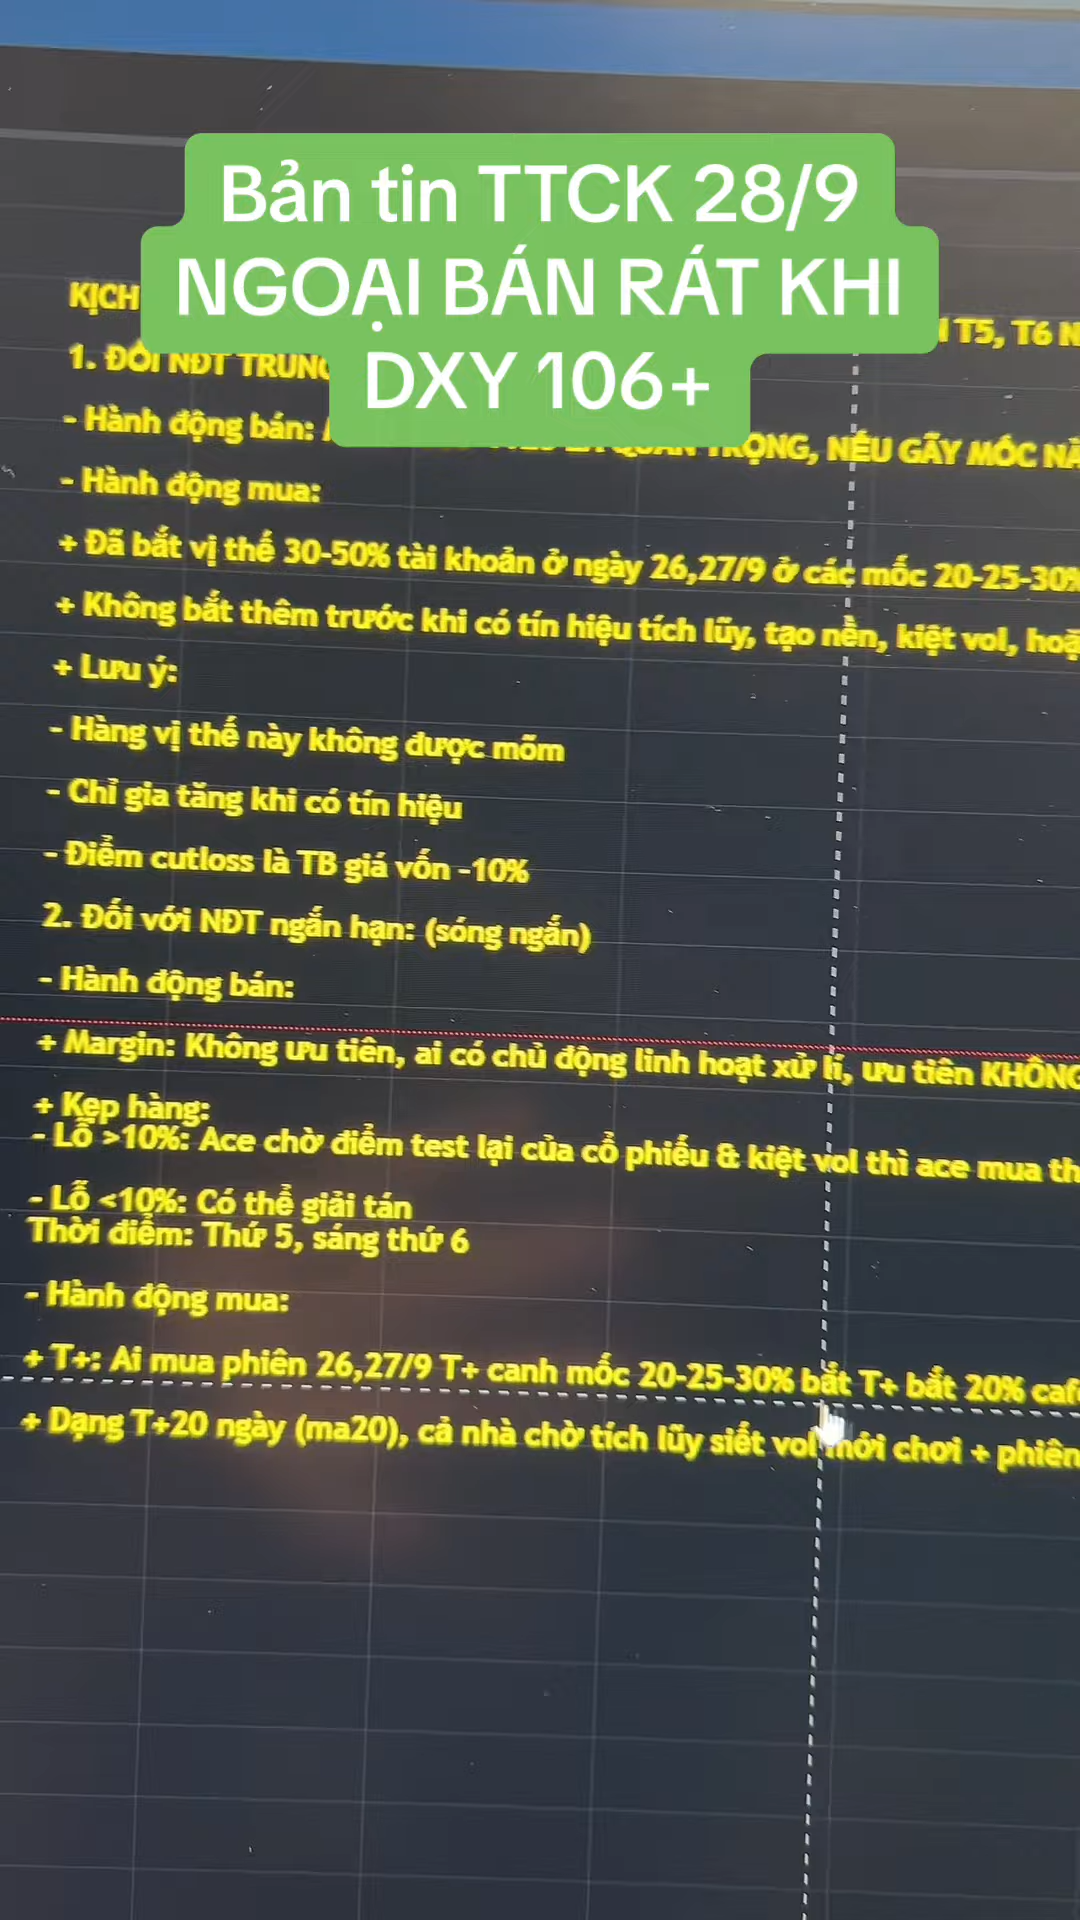 Bản tin TTCK 28/9
NGOẠI BÁN RÁT KHI
DXY 106+
KỊCH
T5, T6 N
1. ĐỐI NĐT TRUNG
- Hành động bán: QUAN TRỌNG, NẾU GÃY MỐC NÀ
- Hành động mua:
+ Đã bắt vị thế 30-50% tài khoản ở ngày 26,27/9 ở các mốc 20-25-30%
+ Không bắt thêm trước khi có tín hiệu tích lũy, tạo nền, kiệt vol, hoặ
+ Lưu ý:
- Hàng vị thế này không được mõm
- Chỉ gia tăng khi có tín hiệu
- Điểm cutloss là TB giá vốn -10%
2. Đối với NĐT ngắn hạn: (sóng ngắn)
- Hành động bán:
+ Margin: Không ưu tiên, ai có chủ động linh hoạt xử lí, ưu tiên KHÔNG
+ Kẹp hàng:
- Lỗ >10%: Ace chờ điểm test lại của cổ phiếu & kiệt vol thì ace mua th
- Lỗ <10%: Có thể giải tán
Thời điểm: Thứ 5, sáng thứ 6
- Hành động mua:
+ T+: Ai mua phiên 26,27/9 T+ canh mốc 20-25-30% bắt T+ bắt 20% caf
+ Dạng T+20 ngày (ma20), cả nhà chờ tích lũy siết vol mới chơi + phiên